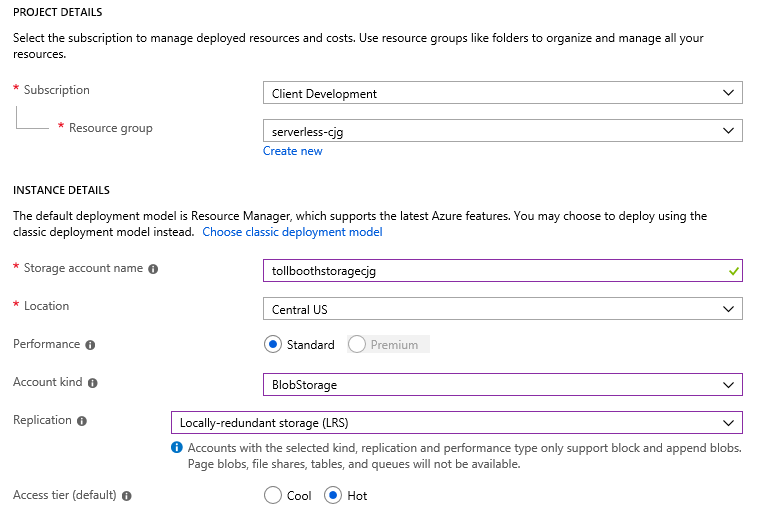 PROJECT DETAILS
Select the subscription to manage deployed resources and costs. Use resource groups like folders to organize and manage all your
resources.
* Subscription
Client Development
* Resource group
serverless-cjg
Create new
INSTANCE DETAILS
The default deployment model is Resource Manager, which supports the latest Azure features. You may choose to deploy using the
classic deployment model instead. Choose classic deployment model
* Storage account name
tollboothstoragecjg
* Location
Central US
Performance
Standard Premium
Account kind
BlobStorage
Replication
Locally-redundant storage (LRS)
Accounts with the selected kind, replication and performance type only support block and append blobs.
Page blobs, file shares, tables, and queues will not be available.
Access tier (default)
Cool Hot